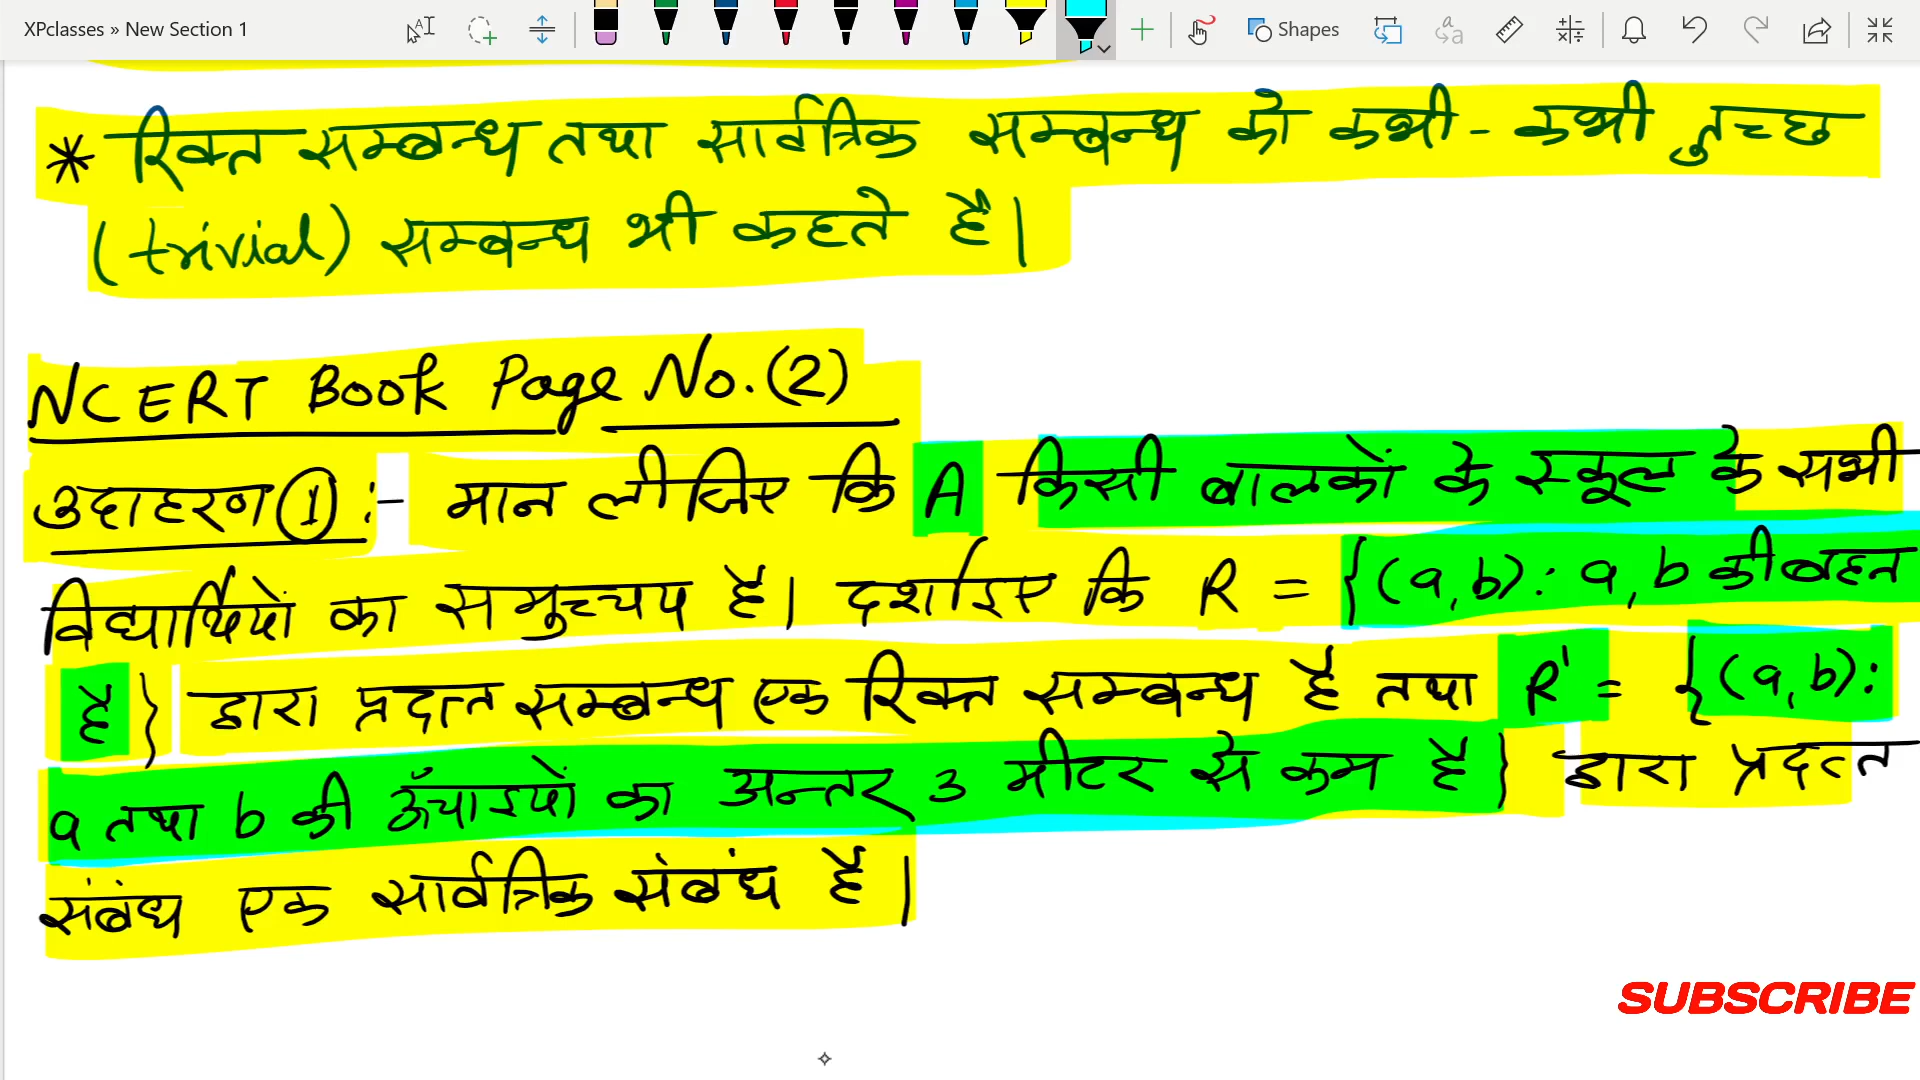 XPclasses » New Section 1
Shapes
* रिक्त सम्बन्ध तथा सार्वत्रिक सम्बन्ध को कभी - कभी तुच्छ
(trivial) सम्बन्ध भी कहते हैं।
NCERT Book Page No.(2)
उदाहरण (1) :- मान लीजिए कि A किसी बालकों के स्कूल के सभी
विद्यार्थियों का समुच्चय है। दर्शाइए कि R = {(a,b): a, b की बहन
है} द्वारा प्रदत्त सम्बन्ध एक रिक्त सम्बन्ध है तथा R' = {(a,b):
a तथा b की ऊँचाइयों का अन्तर 3 मीटर से कम है} द्वारा प्रदत्त
संबंध एक सार्वत्रिक संबंध है।
SUBSCRIBE